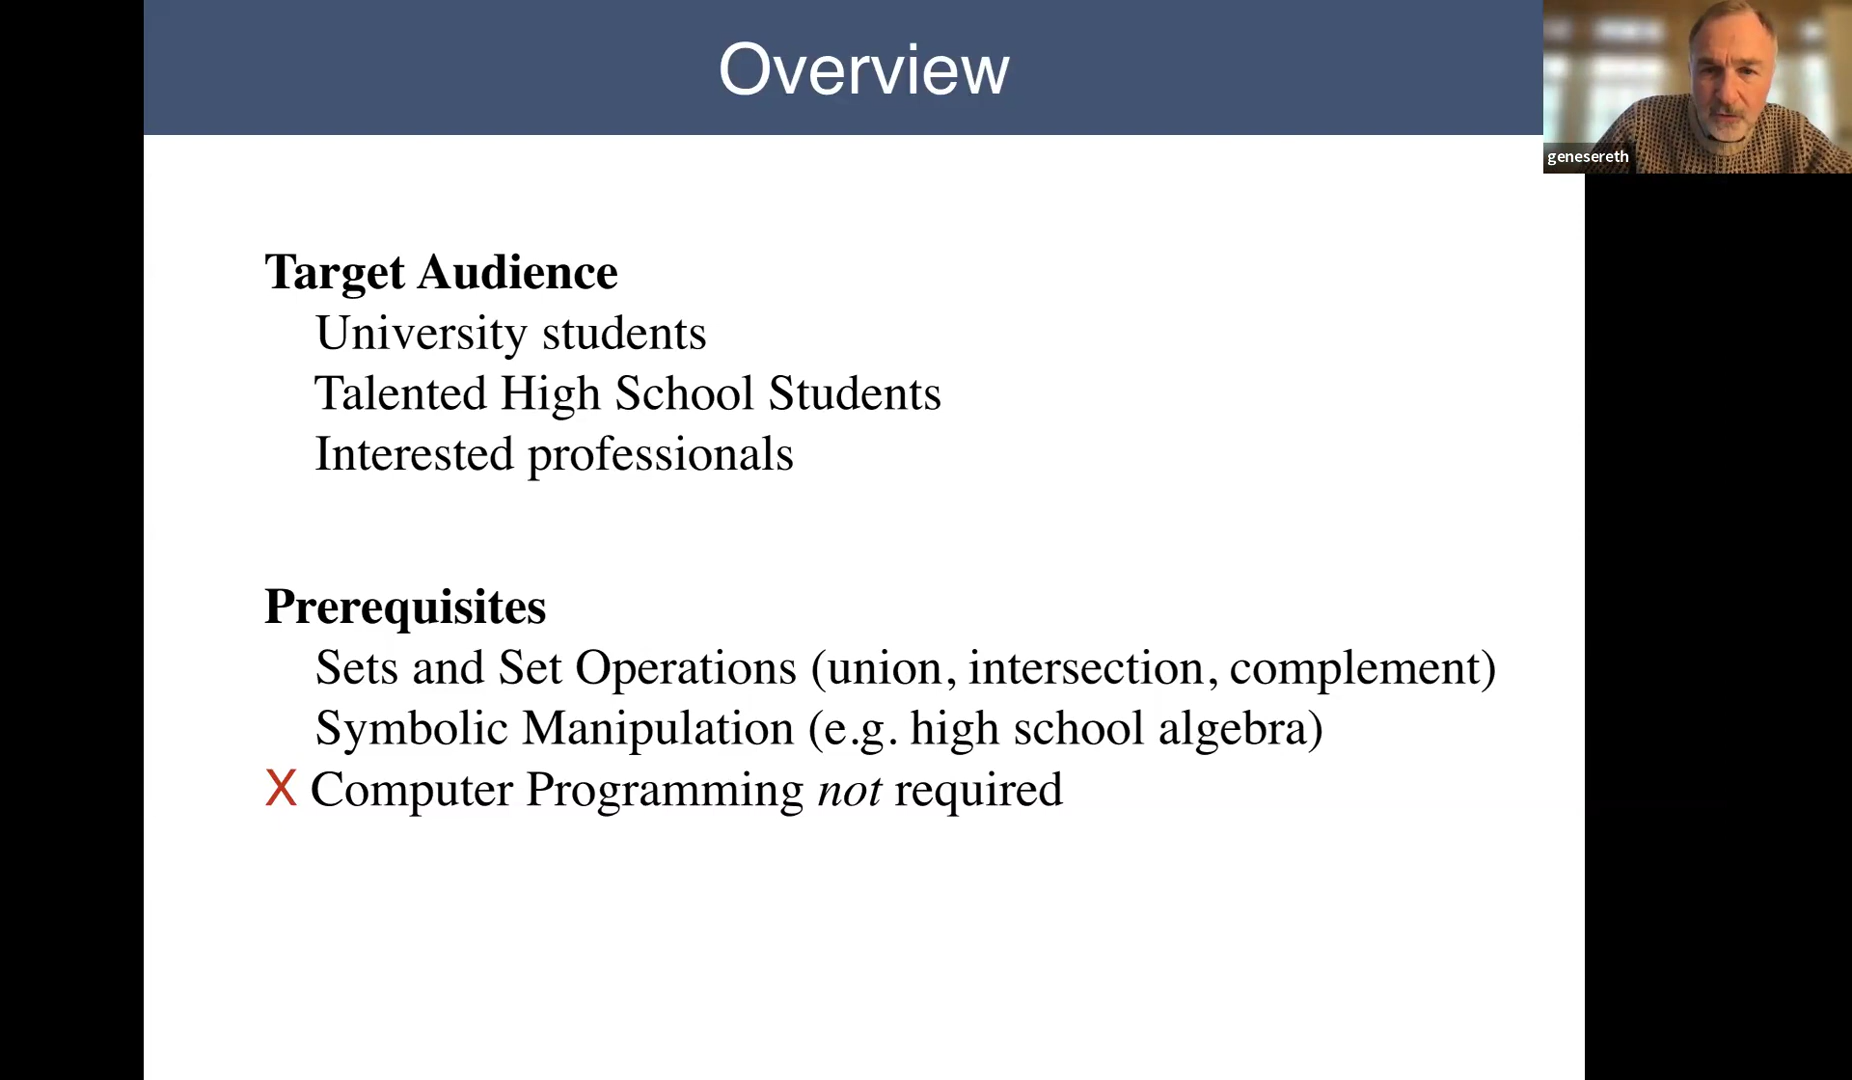 Overview
genesereth
Target Audience
University students
Talented High School Students
Interested professionals
Prerequisites
Sets and Set Operations (union, intersection, complement)
Symbolic Manipulation (e.g. high school algebra)
X Computer Programming not required